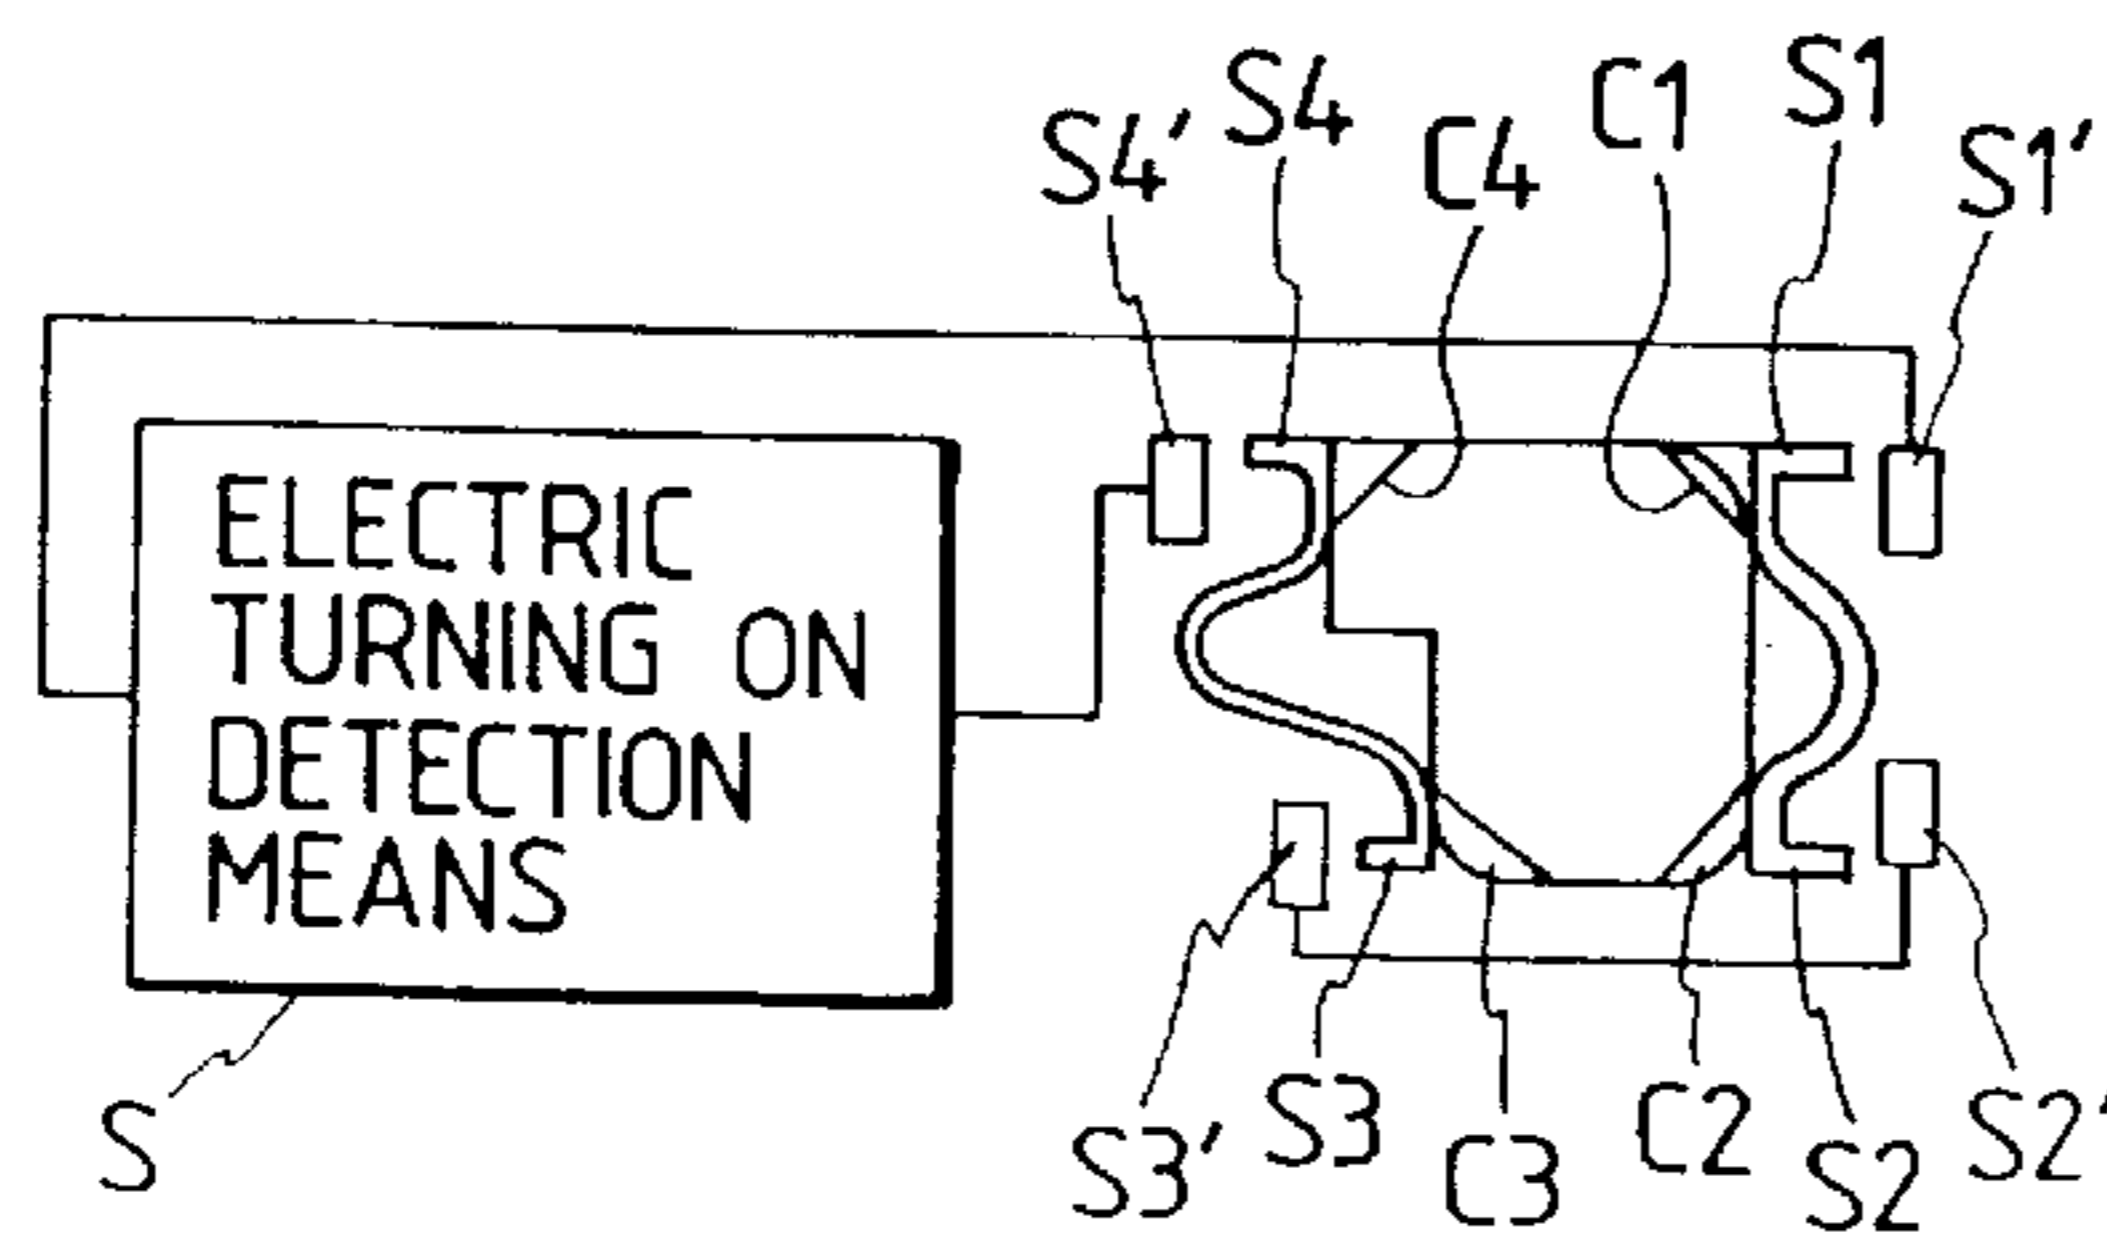 S4' S4 C4 C1 S1 S1'
ELECTRIC
TURNING ON
DETECTION
MEANS
S S3' S3 C3 C2 S2 S2'